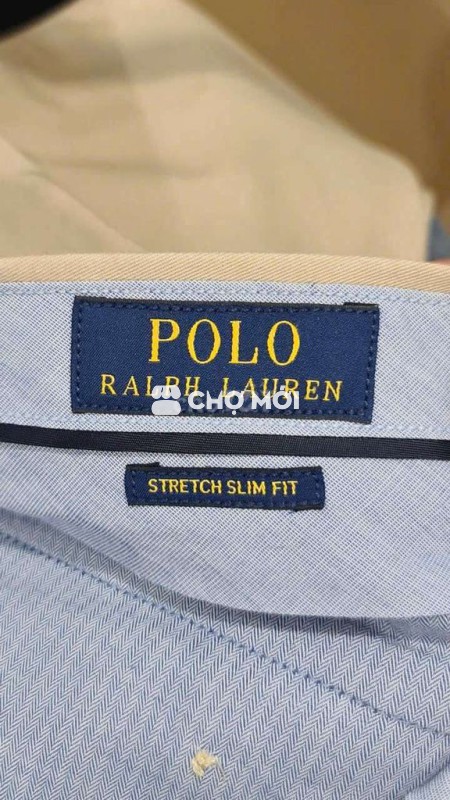 POLO
RALPH LAUREN
CHỢ MỚI
STRETCH SLIM FIT